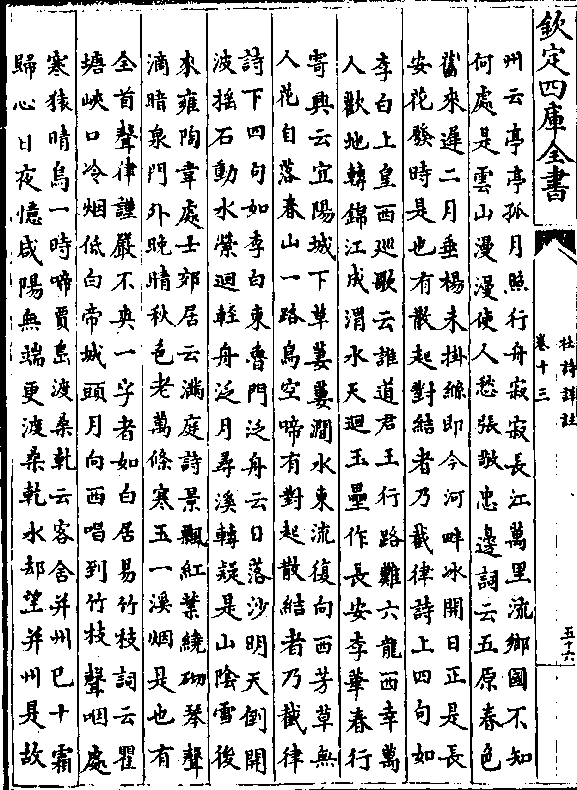 欽定四庫全書
杜詩詳註
卷十三
五十六
州云亭亭孤月照行舟寂寂長江萬里流鄉國不知
何處是雲山漫漫使人愁張敬忠邊詞云五原春色
舊來遲二月垂楊未掛絲即今河畔冰開日正是長
安花發時是也有散起對結者乃截律詩上四句如
李白上皇西廵歌云誰道君王行路難六龍西幸萬
人歡地轉錦江成渭水天迴玉壘作長安李華春行
寄興云宜陽城下草萋萋澗水東流復向西芳草無
人花自落春山一路鳥空啼有對起散結者乃截律
詩下四句如李白東魯門泛舟云日落沙明天倒開
波揺石動水縈迴輕舟泛月尋溪轉疑是山陰雪後
來雍陶韋處士郊居云滿庭詩景飄紅葉繞砌琴聲
滴暗泉門外晚晴秋色老萬條寒玉一溪烟是也有
全首聲律謹嚴不爽一字者如白居易竹枝詞云瞿
塘峽口冷烟低白帝城頭月向西唱到竹枝聲咽處
寒猿晴鳥一時啼賈島渡桑乾云客舍并州已十霜
歸心日夜憶咸陽無端更渡桑乾水却望并州是故